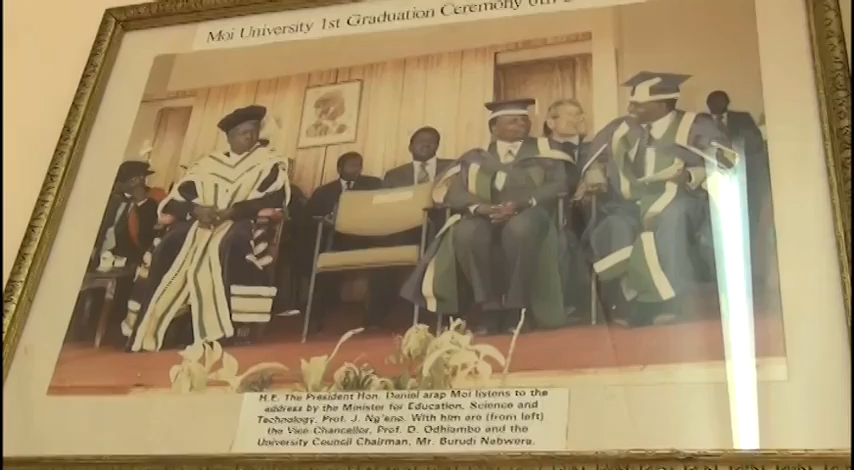 Moi University 1st Graduation Ceremony
H.E. The President Hon. Daniel arap Moi listens to the
address by the Minister for Education, Science and
Technology, Prof. J. Ng'eno. With him are (from left)
the Vice-Chancellor, Prof. D. Odhiambo and the
University Council Chairman, Mr. Burudi Nabwera.